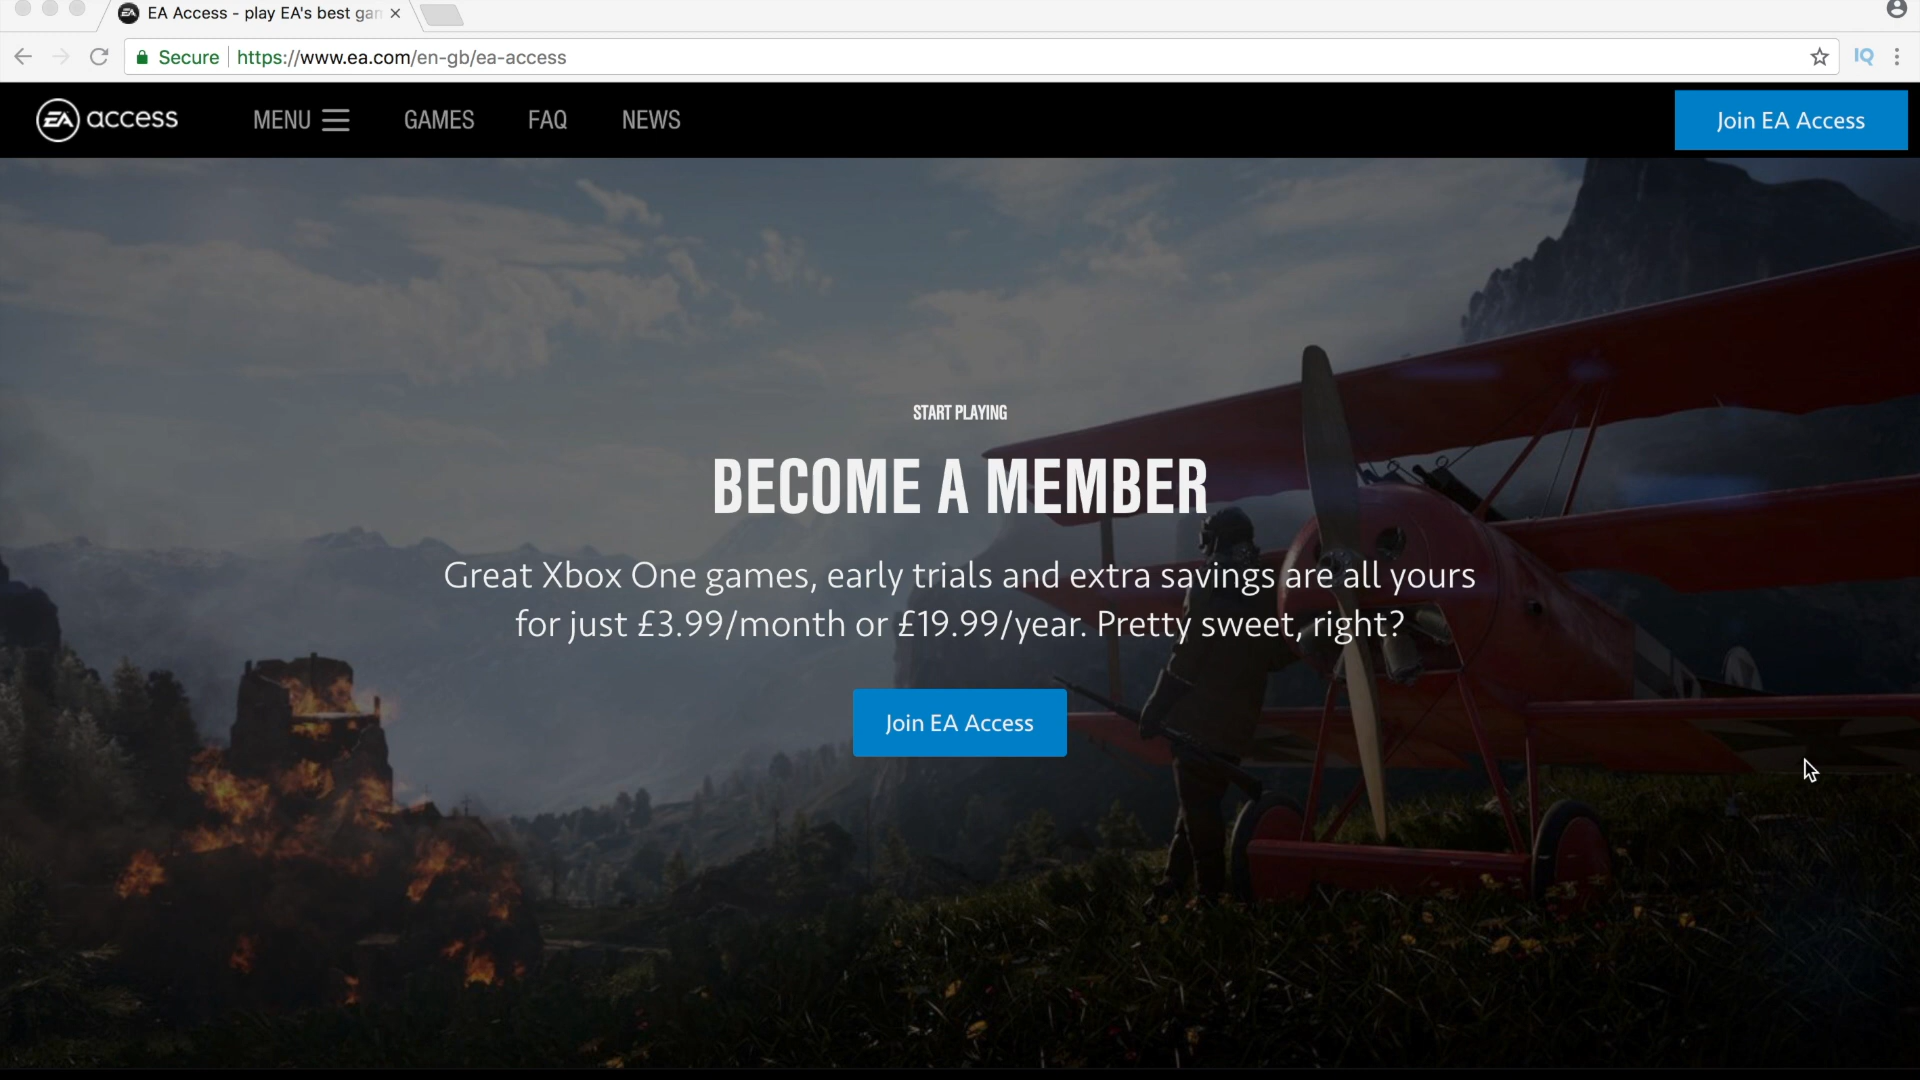 EA Access - play EA's best gam
Secure https://www.ea.com/en-gb/ea-access
IQ
EA access MENU GAMES FAQ NEWS Join EA Access
START PLAYING
BECOME A MEMBER
Great Xbox One games, early trials and extra savings are all yours
for just £3.99/month or £19.99/year. Pretty sweet, right?
Join EA Access